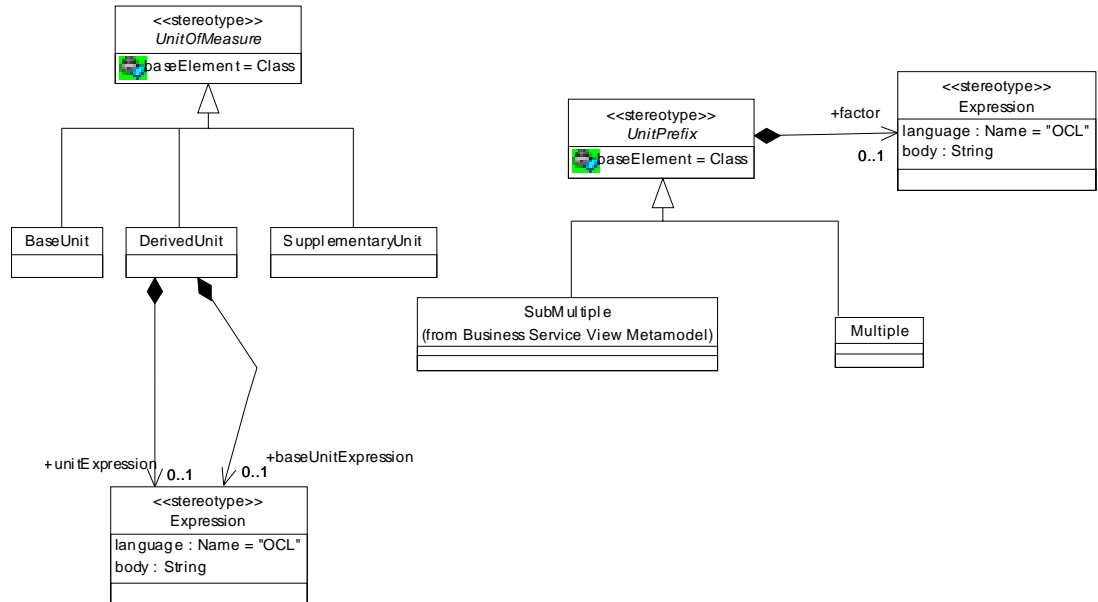 <<stereotype>>
UnitOfMeasure
baseElement = Class
BaseUnit
DerivedUnit
SupplementaryUnit
+unitExpression
0..1
0..1
+baseUnitExpression
<<stereotype>>
Expression
language : Name = "OCL"
body : String
<<stereotype>>
UnitPrefix
baseElement = Class
+factor
0..1
<<stereotype>>
Expression
language : Name = "OCL"
body : String
SubMultiple
(from Business Service View Metamodel)
Multiple